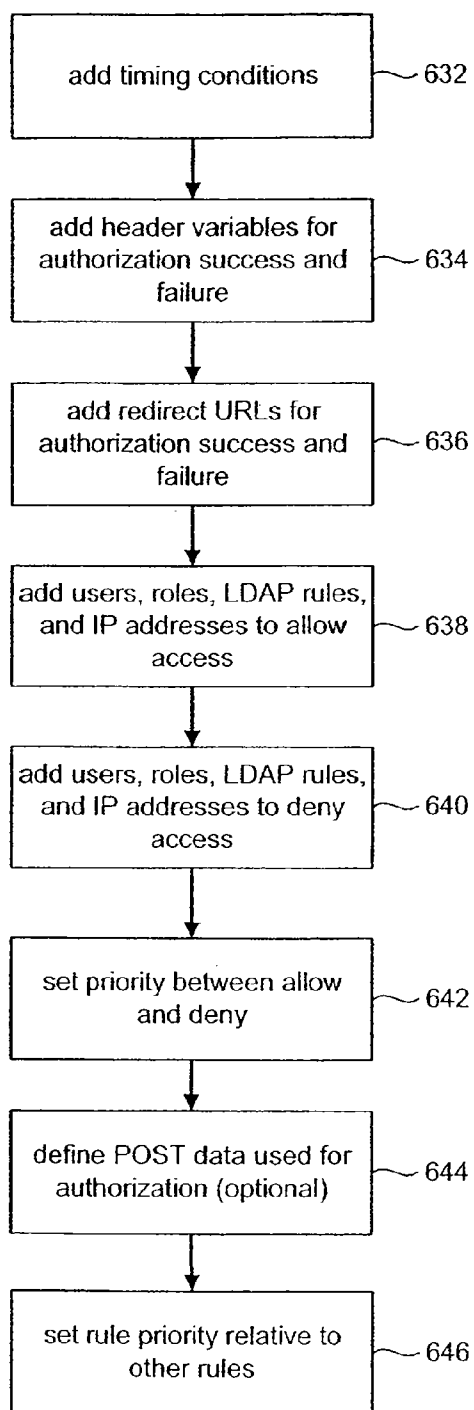 add timing conditions
632
add header variables for
authorization success and
failure
634
add redirect URLs for
authorization success and
failure
636
add users, roles, LDAP rules,
and IP addresses to allow
access
638
add users, roles, LDAP rules,
and IP addresses to deny
access
640
set priority between allow
and deny
642
define POST data used for
authorization (optional)
644
set rule priority relative to
other rules
646